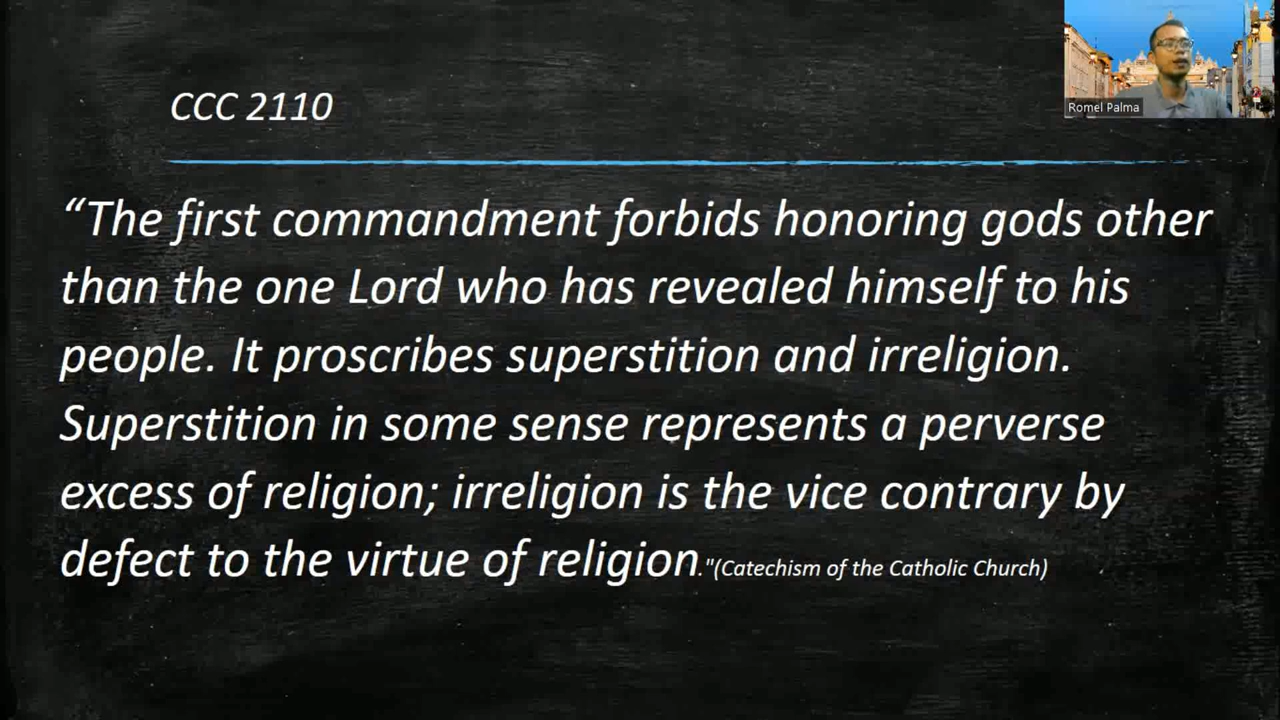 Romel Palma
CCC 2110
“The first commandment forbids honoring gods other
than the one Lord who has revealed himself to his
people. It proscribes superstition and irreligion.
Superstition in some sense represents a perverse
excess of religion; irreligion is the vice contrary by
defect to the virtue of religion."(Catechism of the Catholic Church)